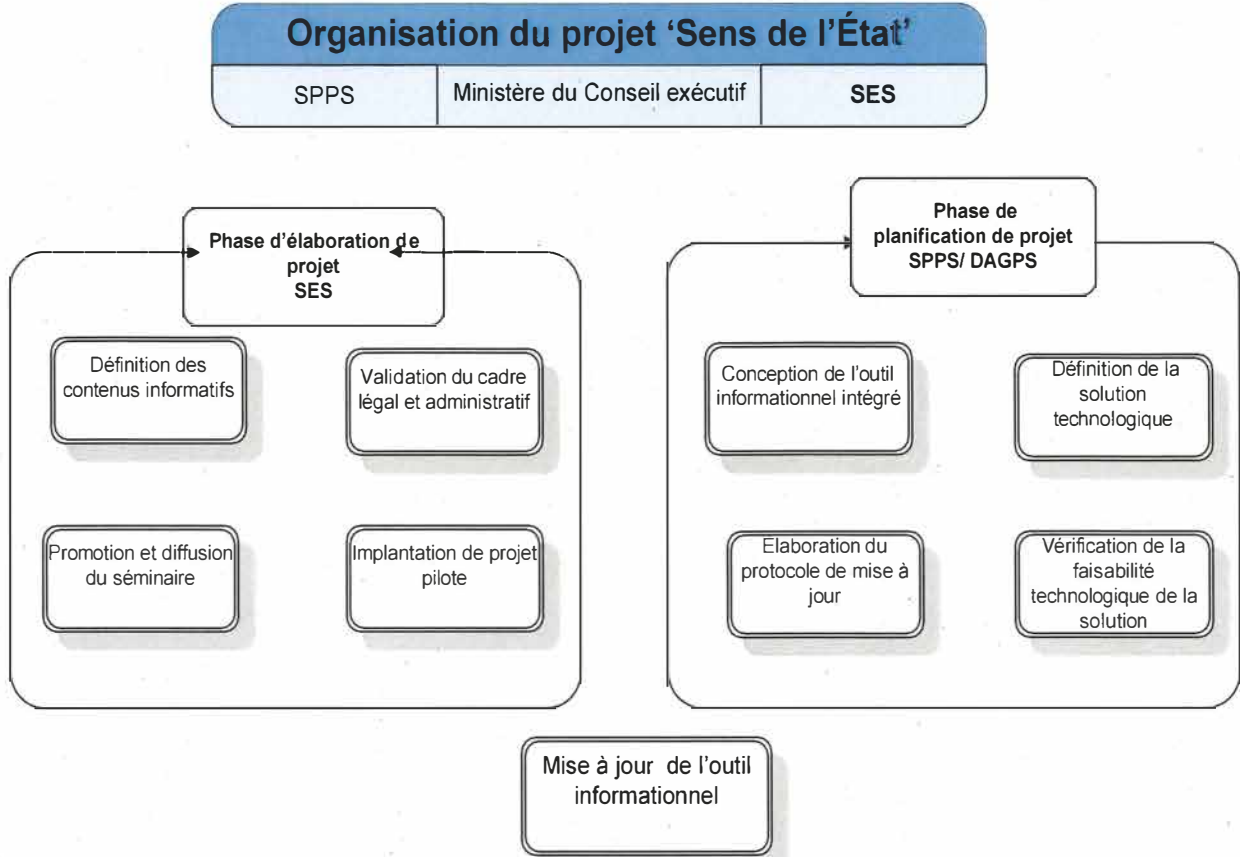 Organisation du projet ‘Sens de l’État’
SPPS
Ministère du Conseil exécutif
SES
Phase d’élaboration de
projet
SES
Phase de
planification de projet
SPPS/ DAGPS
Définition des
contenus informatifs
Validation du cadre
légal et administratif
Promotion et diffusion
du séminaire
Implantation de projet
pilote
Conception de l’outil
informationnel intégré
Définition de la
solution
technologique
Elaboration du
protocole de mise à
jour
Vérification de la
faisabilité
technologique de la
solution
Mise à jour de l’outil
informationnel